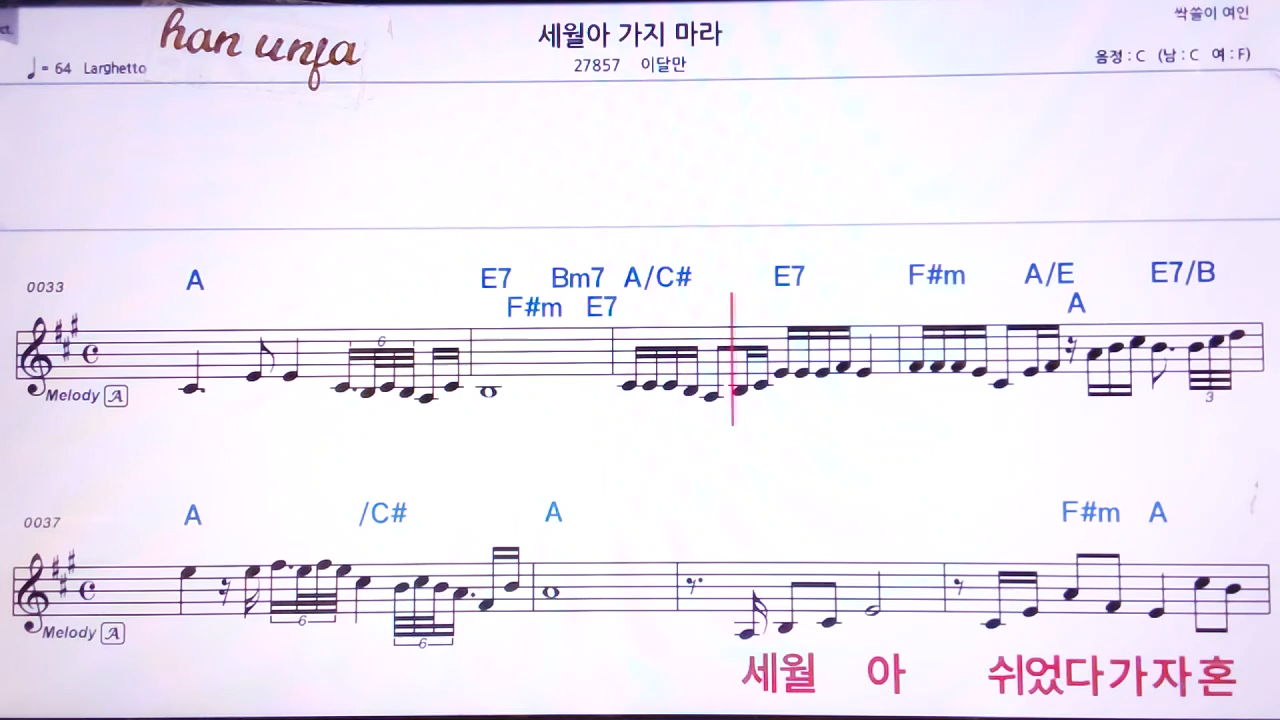 ct.
han unja
세월아 가지 마라
싹쓸이 여인
♩= 64 Larghetto
27857 이달만
음정 : C (남 : C 여 : F)
0033
A E7 Bm7 A/C# E7 F#m A/E E7/B
F#m E7 A
6
Melody A
3
0037
A /C# A F#m A
Melody A
6 6
세월 아 쉬었다가자혼